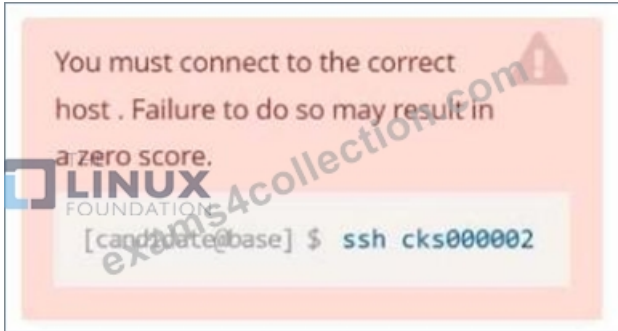 You must connect to the correct
host . Failure to do so may result in
a zero score.
THE
LINUX
FOUNDATION
exams4collection.com
[candidate@base] $ ssh cks000002